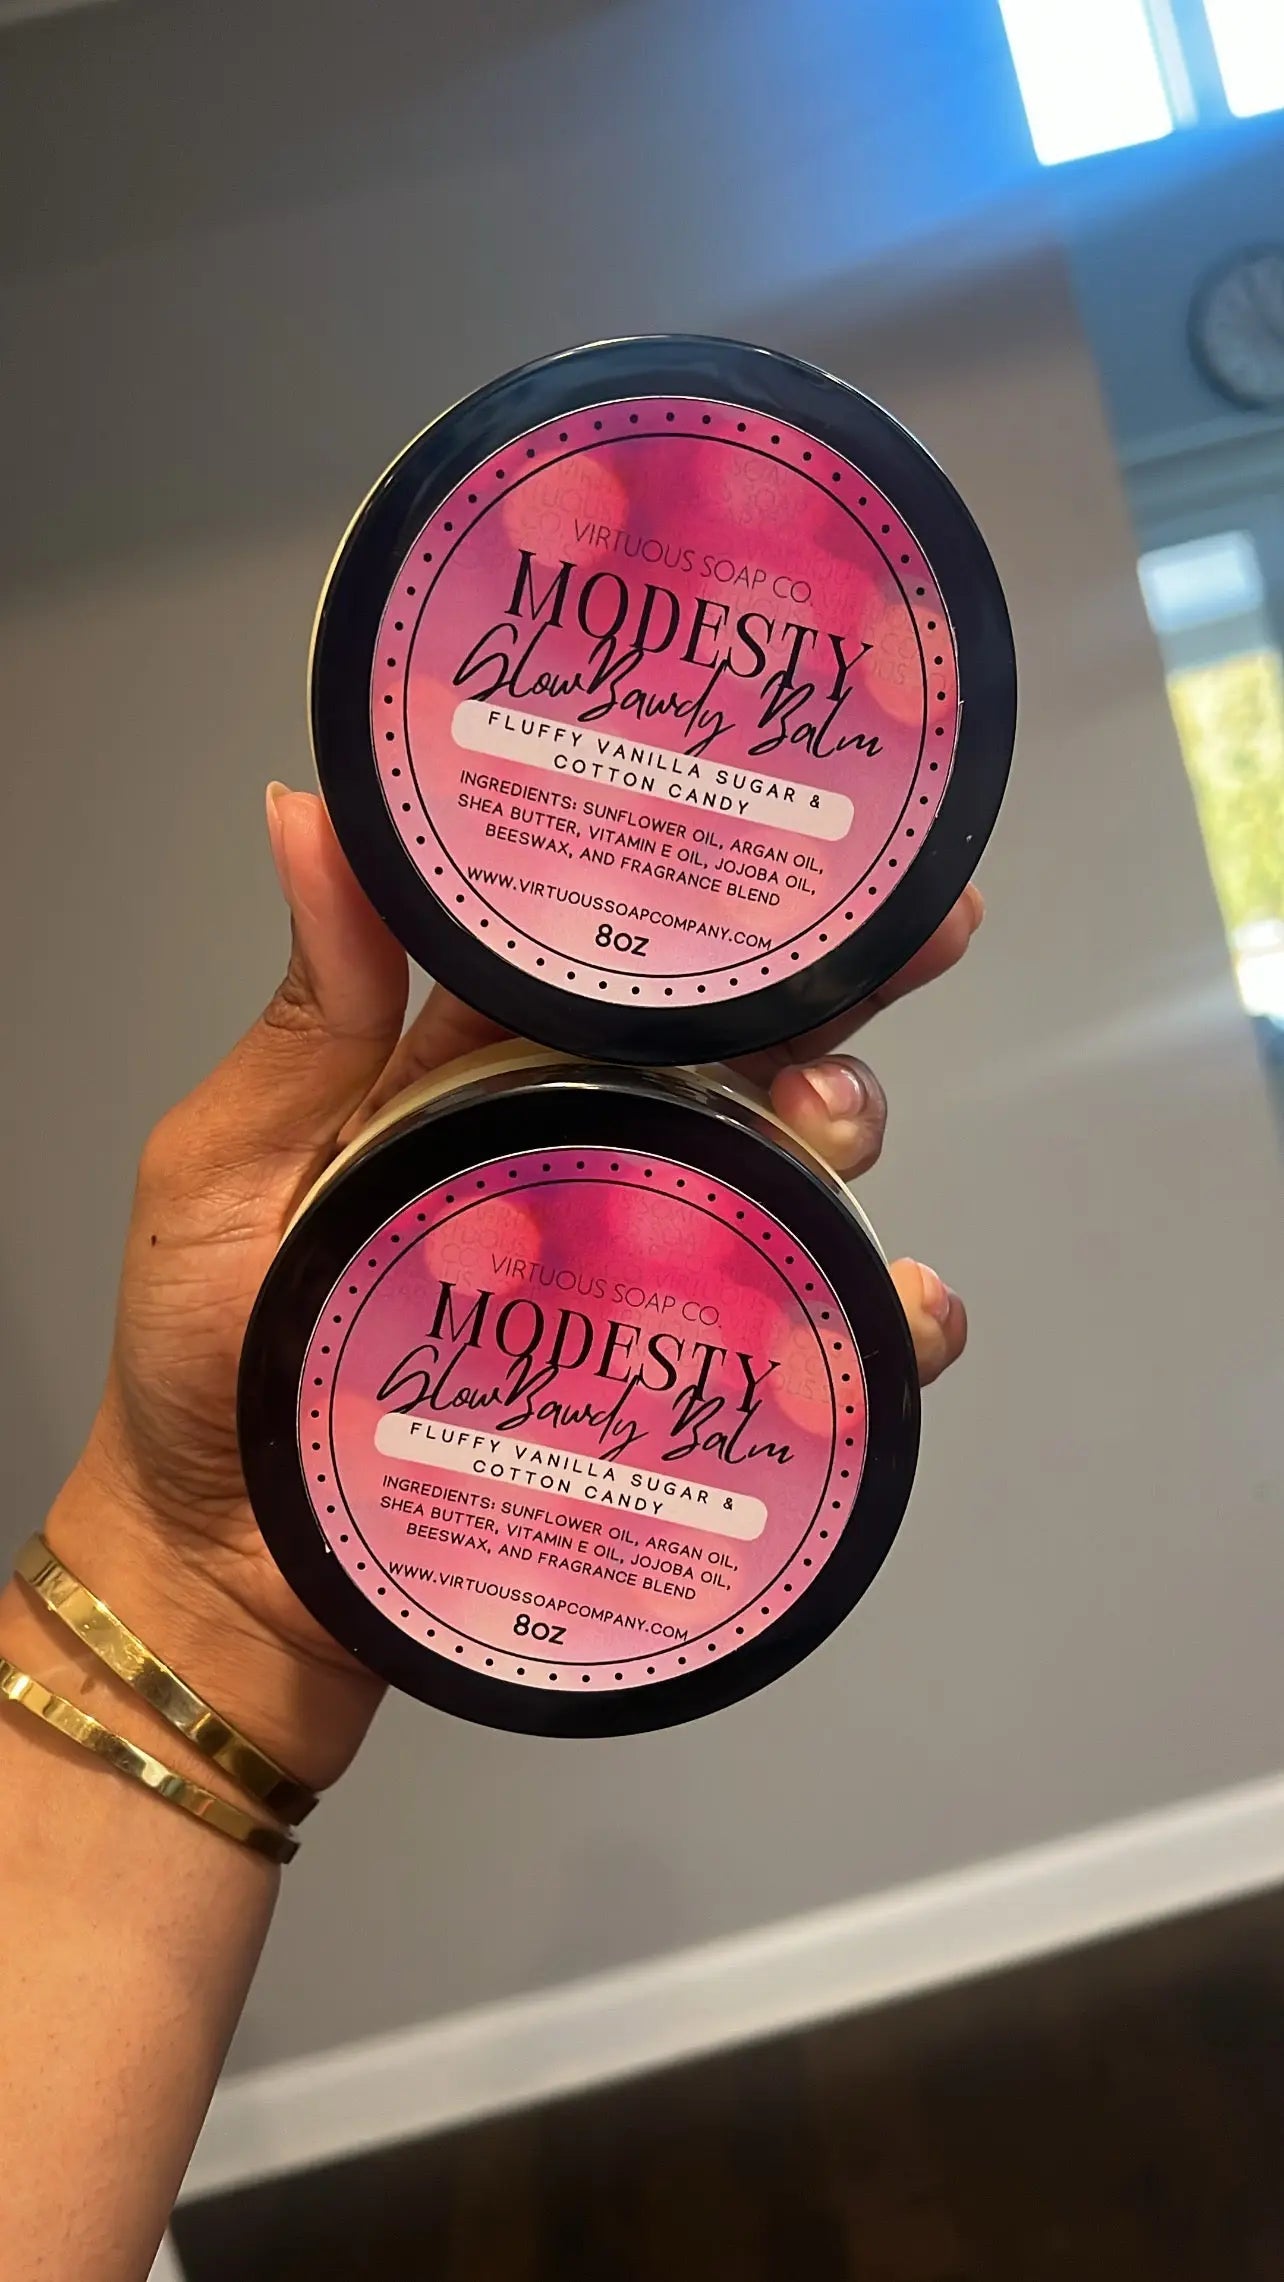 VIRTUOUS SOAP CO.
MODESTY
GlowBawdy Balm
FLUFFY VANILLA SUGAR &
COTTON CANDY
INGREDIENTS: SUNFLOWER OIL, ARGAN OIL,
SHEA BUTTER, VITAMIN E OIL, JOJOBA OIL,
BEESWAX, AND FRAGRANCE BLEND
WWW.VIRTUOUSSOAPCOMPANY.COM
8OZ
VIRTUOUS SOAP CO.
MODESTY
GlowBawdy Balm
FLUFFY VANILLA SUGAR &
COTTON CANDY
INGREDIENTS: SUNFLOWER OIL, ARGAN OIL,
SHEA BUTTER, VITAMIN E OIL, JOJOBA OIL,
BEESWAX, AND FRAGRANCE BLEND
WWW.VIRTUOUSSOAPCOMPANY.COM
8OZ